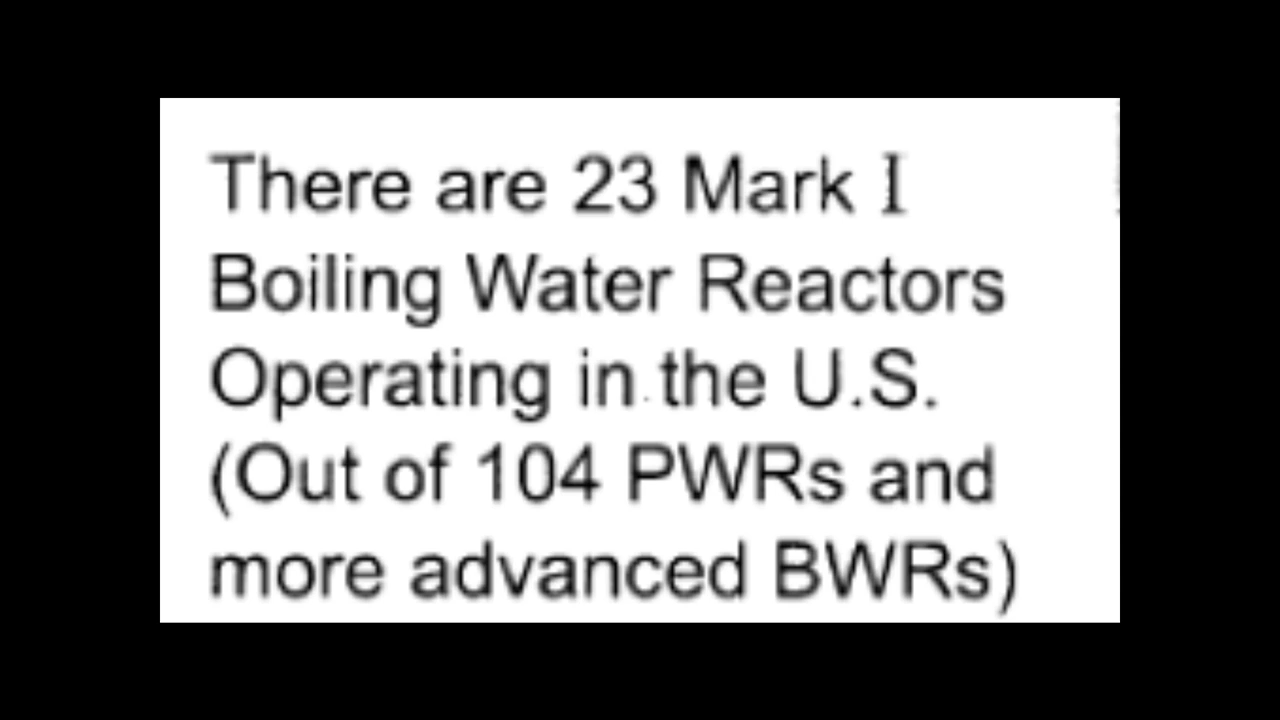 There are 23 Mark I
Boiling Water Reactors
Operating in the U.S.
(Out of 104 PWRs and
more advanced BWRs)